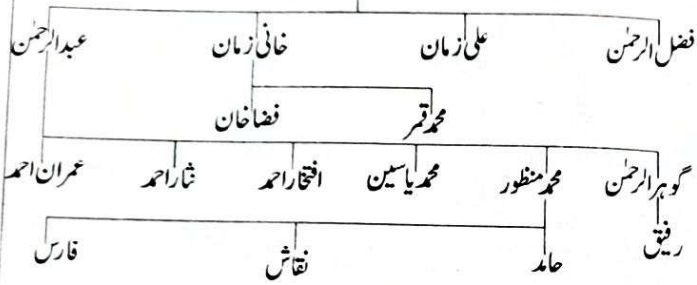 فضل الرحمٰن علی زمان خانی زمان عبدالرحمٰن
محمد قمر فضا خان
گوہر الرحمٰن محمد منظور محمد یاسین افتخار احمد نثار احمد عمران احمد
رفیق حامد نقاش فارس